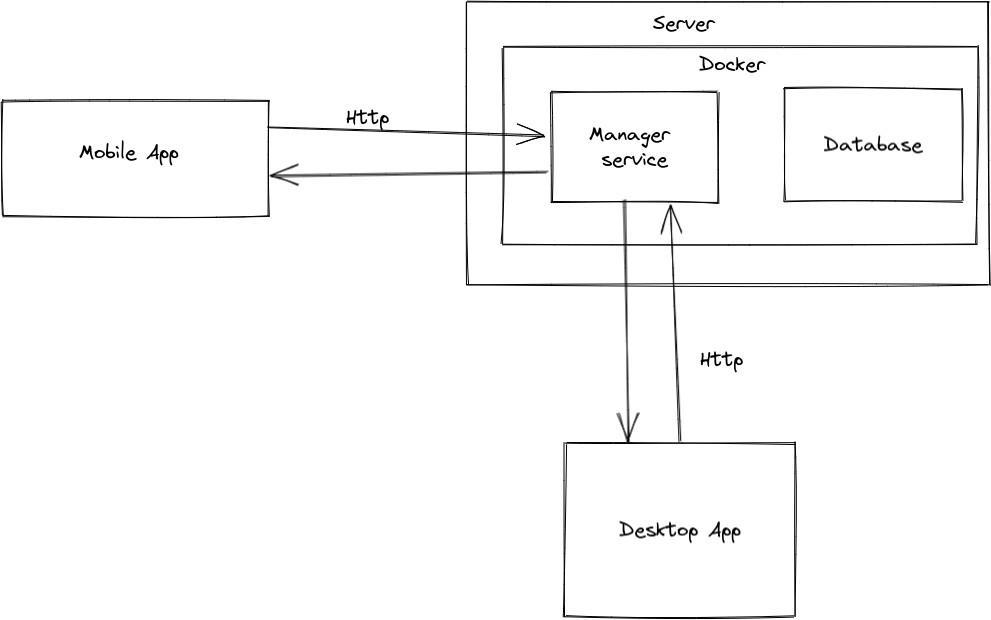 Server
Docker
Http
Mobile App
Manager
service
Database
Http
Desktop App